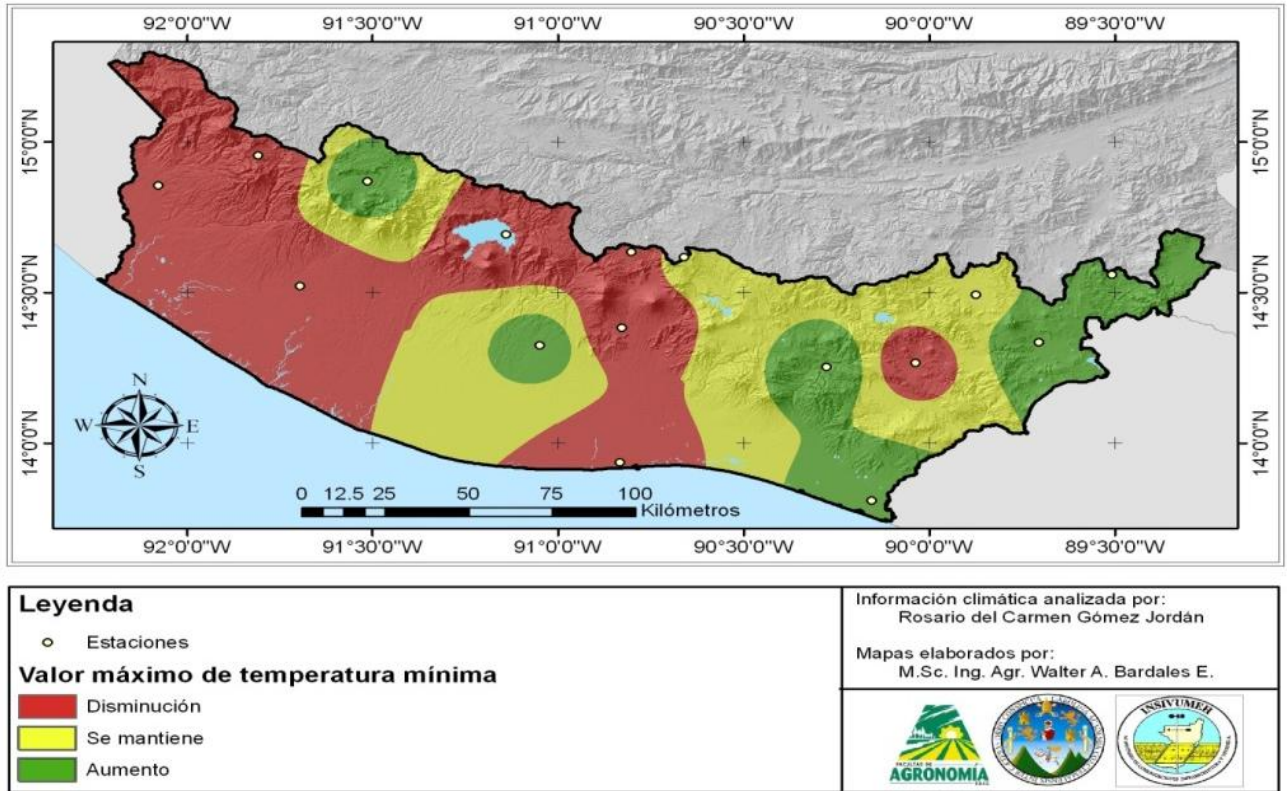 92°0'0"W 91°30'0"W 91°0'0"W 90°30'0"W 90°0'0"W 89°30'0"W
15°0'0"N 15°0'0"N
14°30'0"N 14°30'0"N
14°0'0"N 14°0'0"N
N
W E
S
0 12.5 25 50 75 100
Kilómetros
92°0'0"W 91°30'0"W 91°0'0"W 90°30'0"W 90°0'0"W 89°30'0"W
Leyenda
Estaciones
Valor máximo de temperatura mínima
Disminución
Se mantiene
Aumento
Información climática analizada por:
Rosario del Carmen Gómez Jordán
Mapas elaborados por:
M.Sc. Ing. Agr. Walter A. Bardales E.
FACULTAD DE
AGRONOMÍA
INSIVUMER